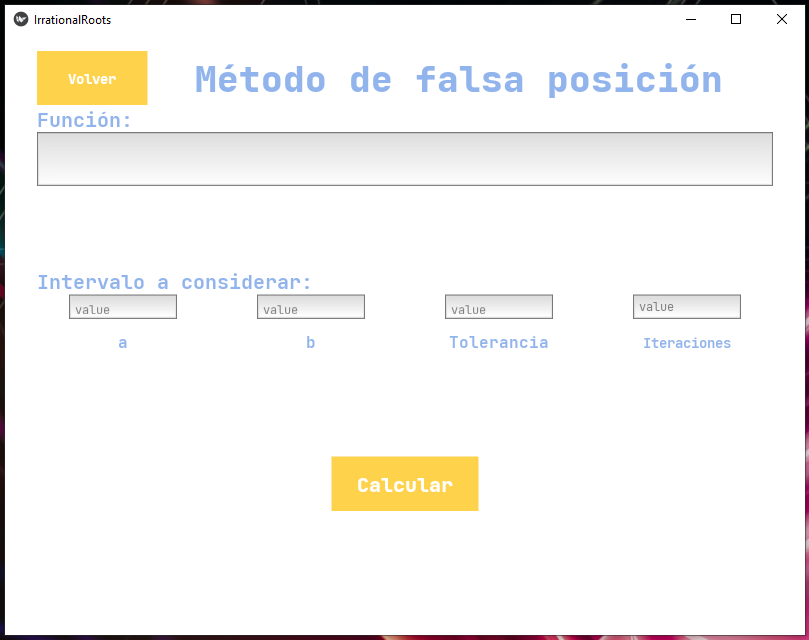 IrrationalRoots
Volver
Método de falsa posición
Función:
Intervalo a considerar:
value value value value
a b Tolerancia Iteraciones
Calcular